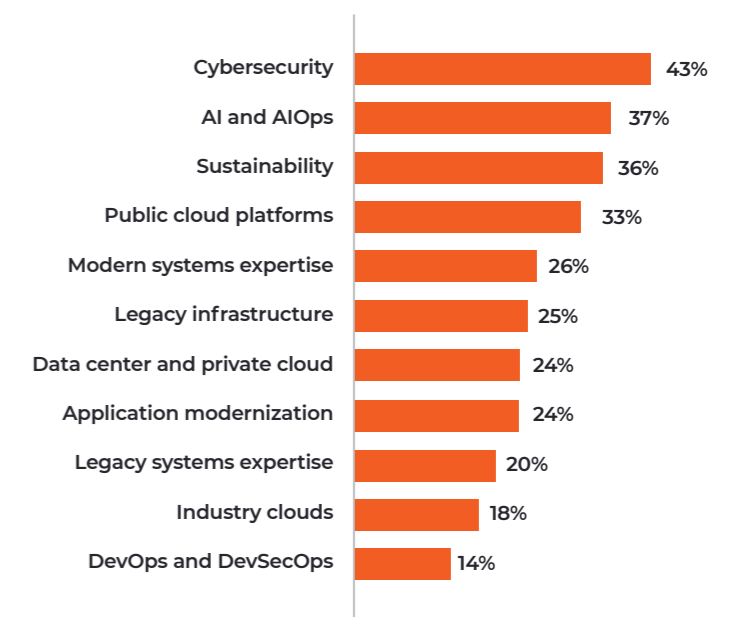 Cybersecurity 43%
AI and AIOps 37%
Sustainability 36%
Public cloud platforms 33%
Modern systems expertise 26%
Legacy infrastructure 25%
Data center and private cloud 24%
Application modernization 24%
Legacy systems expertise 20%
Industry clouds 18%
DevOps and DevSecOps 14%